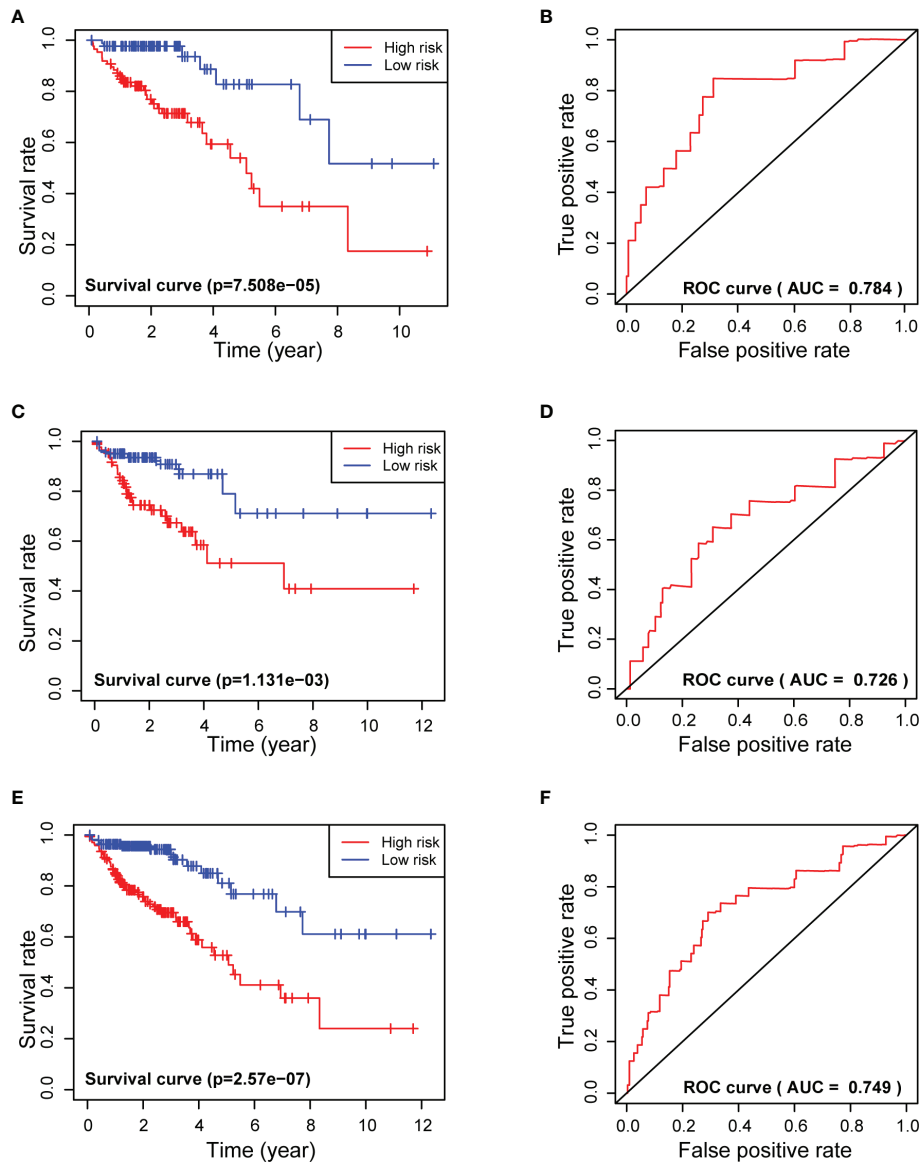 A
Survival rate
0.0 0.2 0.4 0.6 0.8 1.0
High risk
Low risk
Survival curve (p=7.508e−05)
0 2 4 6 8 10
Time (year)
B
True positive rate
0.0 0.2 0.4 0.6 0.8 1.0
ROC curve ( AUC = 0.784 )
0.0 0.2 0.4 0.6 0.8 1.0
False positive rate
C
Survival rate
0.0 0.2 0.4 0.6 0.8 1.0
High risk
Low risk
Survival curve (p=1.131e−03)
0 2 4 6 8 10 12
Time (year)
D
True positive rate
0.0 0.2 0.4 0.6 0.8 1.0
ROC curve ( AUC = 0.726 )
0.0 0.2 0.4 0.6 0.8 1.0
False positive rate
E
Survival rate
0.0 0.2 0.4 0.6 0.8 1.0
High risk
Low risk
Survival curve (p=2.57e−07)
0 2 4 6 8 10 12
Time (year)
F
True positive rate
0.0 0.2 0.4 0.6 0.8 1.0
ROC curve ( AUC = 0.749 )
0.0 0.2 0.4 0.6 0.8 1.0
False positive rate